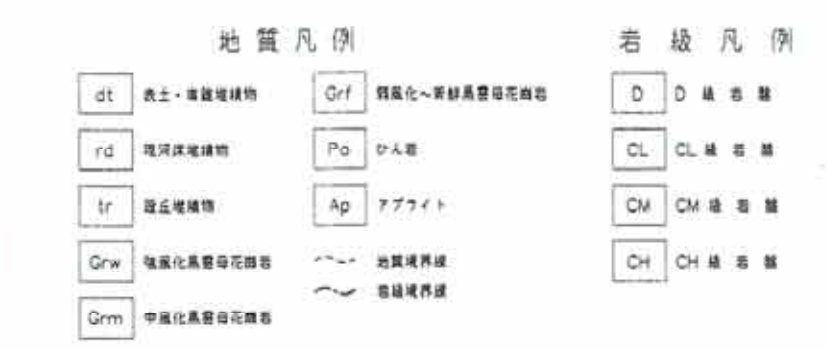 地質凡例
dt 表土・崖錐堆積物
rd 現河床堆積物
tr 段丘堆積物
Grw 強風化黒雲母花崗岩
Grm 中風化黒雲母花崗岩
Grf 弱風化～新鮮黒雲母花崗岩
Po ひん岩
Ap アプライト
地質境界線
岩級境界線
岩級凡例
D D級岩盤
CL CL級岩盤
CM CM級岩盤
CH CH級岩盤